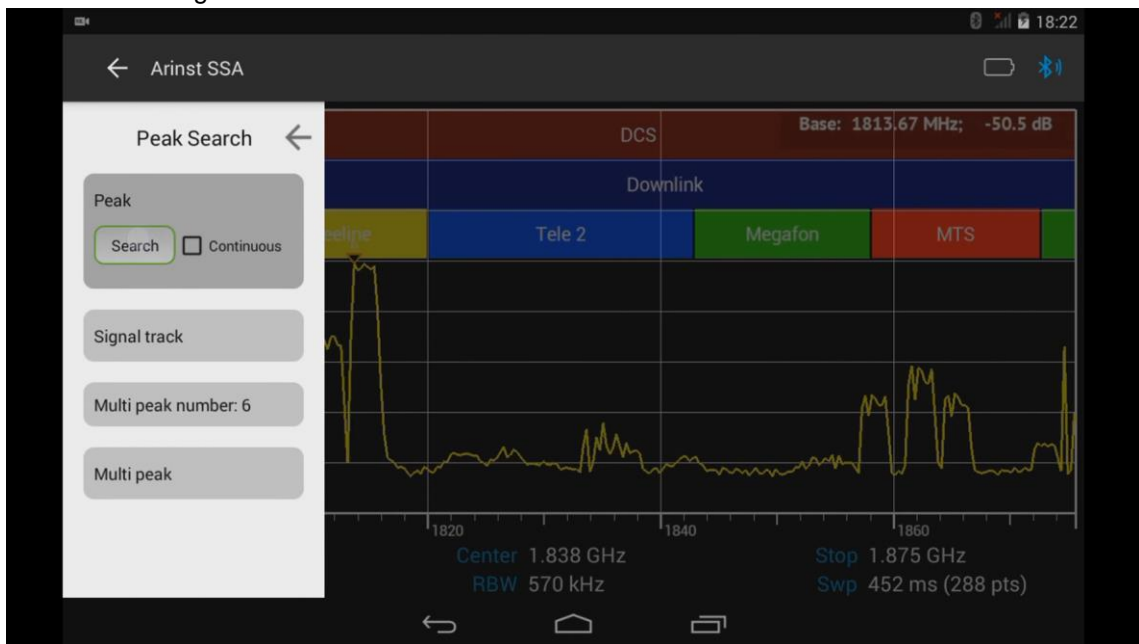 18:22
Arinst SSA
Peak Search
Peak
Search
Continuous
Signal track
Multi peak number: 6
Multi peak
DCS
Base: 1813.67 MHz; -50.5 dB
Downlink
eeline
Tele 2
Megafon
MTS
1820
1840
1860
Center 1.838 GHz
Stop 1.875 GHz
RBW 570 kHz
Swp 452 ms (288 pts)